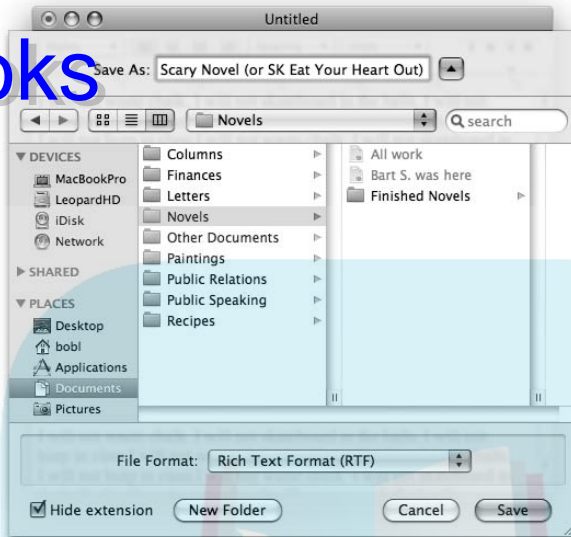 Untitled
oks
Save As: Scary Novel (or SK Eat Your Heart Out)
Novels
search
DEVICES
MacBookPro
LeopardHD
iDisk
Network
SHARED
PLACES
Desktop
bobl
Applications
Documents
Pictures
Columns
Finances
Letters
Novels
Other Documents
Paintings
Public Relations
Public Speaking
Recipes
All work
Bart S. was here
Finished Novels
File Format: Rich Text Format (RTF)
Hide extension
New Folder
Cancel
Save